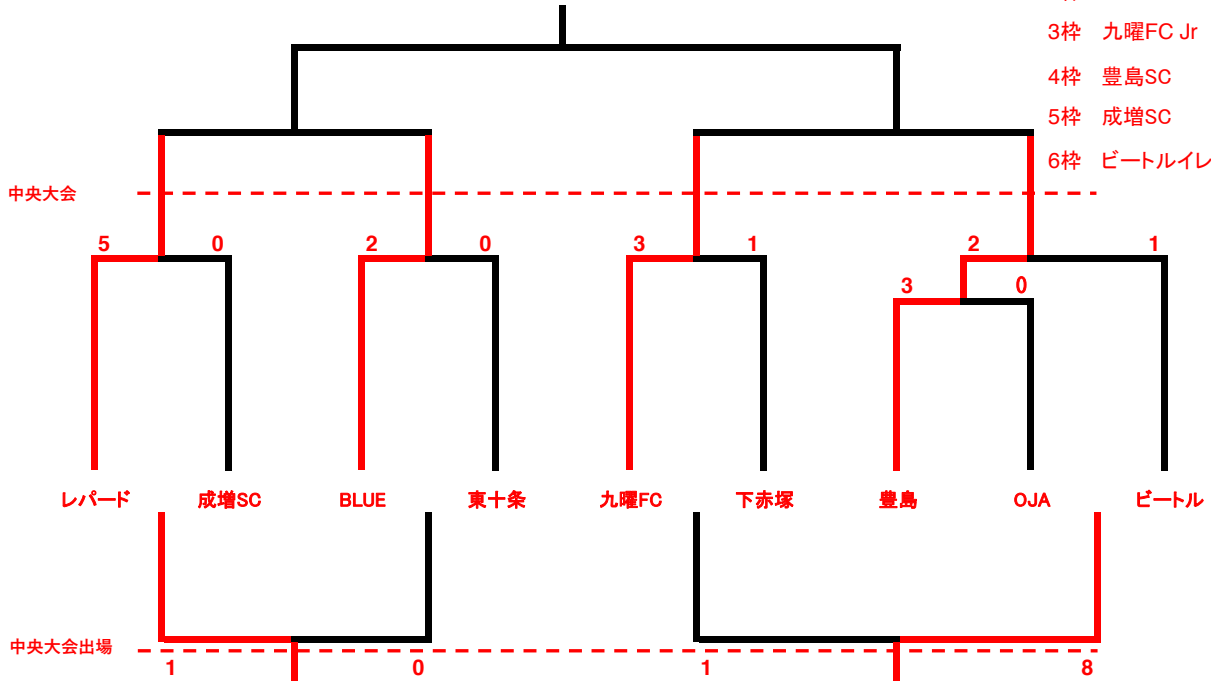 3枠 九曜FC Jr
4枠 豊島SC
5枠 成増SC
6枠 ビートルイレ
中央大会
5 0 2 0 3 1 2 1
3 0
レパード 成増SC BLUE 東十条 九曜FC 下赤塚 豊島 OJA ビートル
中央大会出場
1 0 1 8